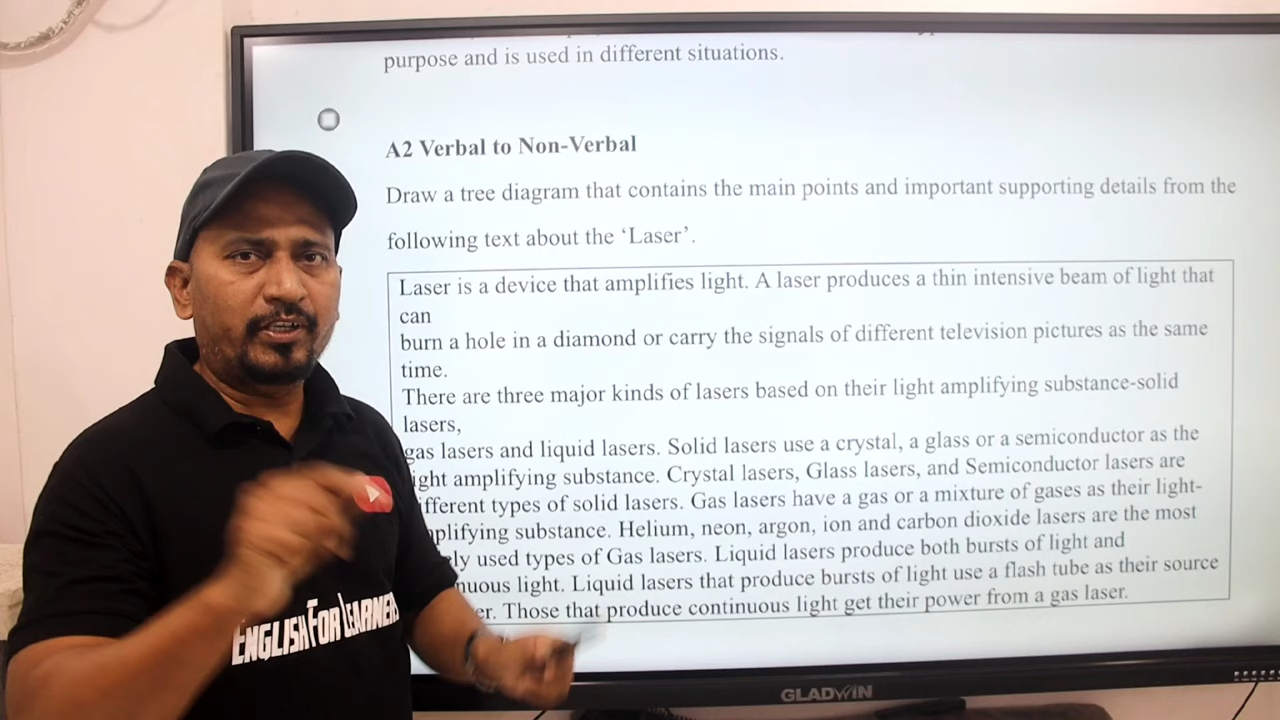 purpose and is used in different situations.
A2 Verbal to Non-Verbal
Draw a tree diagram that contains the main points and important supporting details from the
following text about the ‘Laser’.
Laser is a device that amplifies light. A laser produces a thin intensive beam of light that
can
burn a hole in a diamond or carry the signals of different television pictures as the same
time.
There are three major kinds of lasers based on their light amplifying substance-solid
lasers,
gas lasers and liquid lasers. Solid lasers use a crystal, a glass or a semiconductor as the
ight amplifying substance. Crystal lasers, Glass lasers, and Semiconductor lasers are
ifferent types of solid lasers. Gas lasers have a gas or a mixture of gases as their light-
plifying substance. Helium, neon, argon, ion and carbon dioxide lasers are the most
ly used types of Gas lasers. Liquid lasers produce both bursts of light and
nuous light. Liquid lasers that produce bursts of light use a flash tube as their source
er. Those that produce continuous light get their power from a gas laser.
ENGLISH FOR LEARNERS
GLADWIN